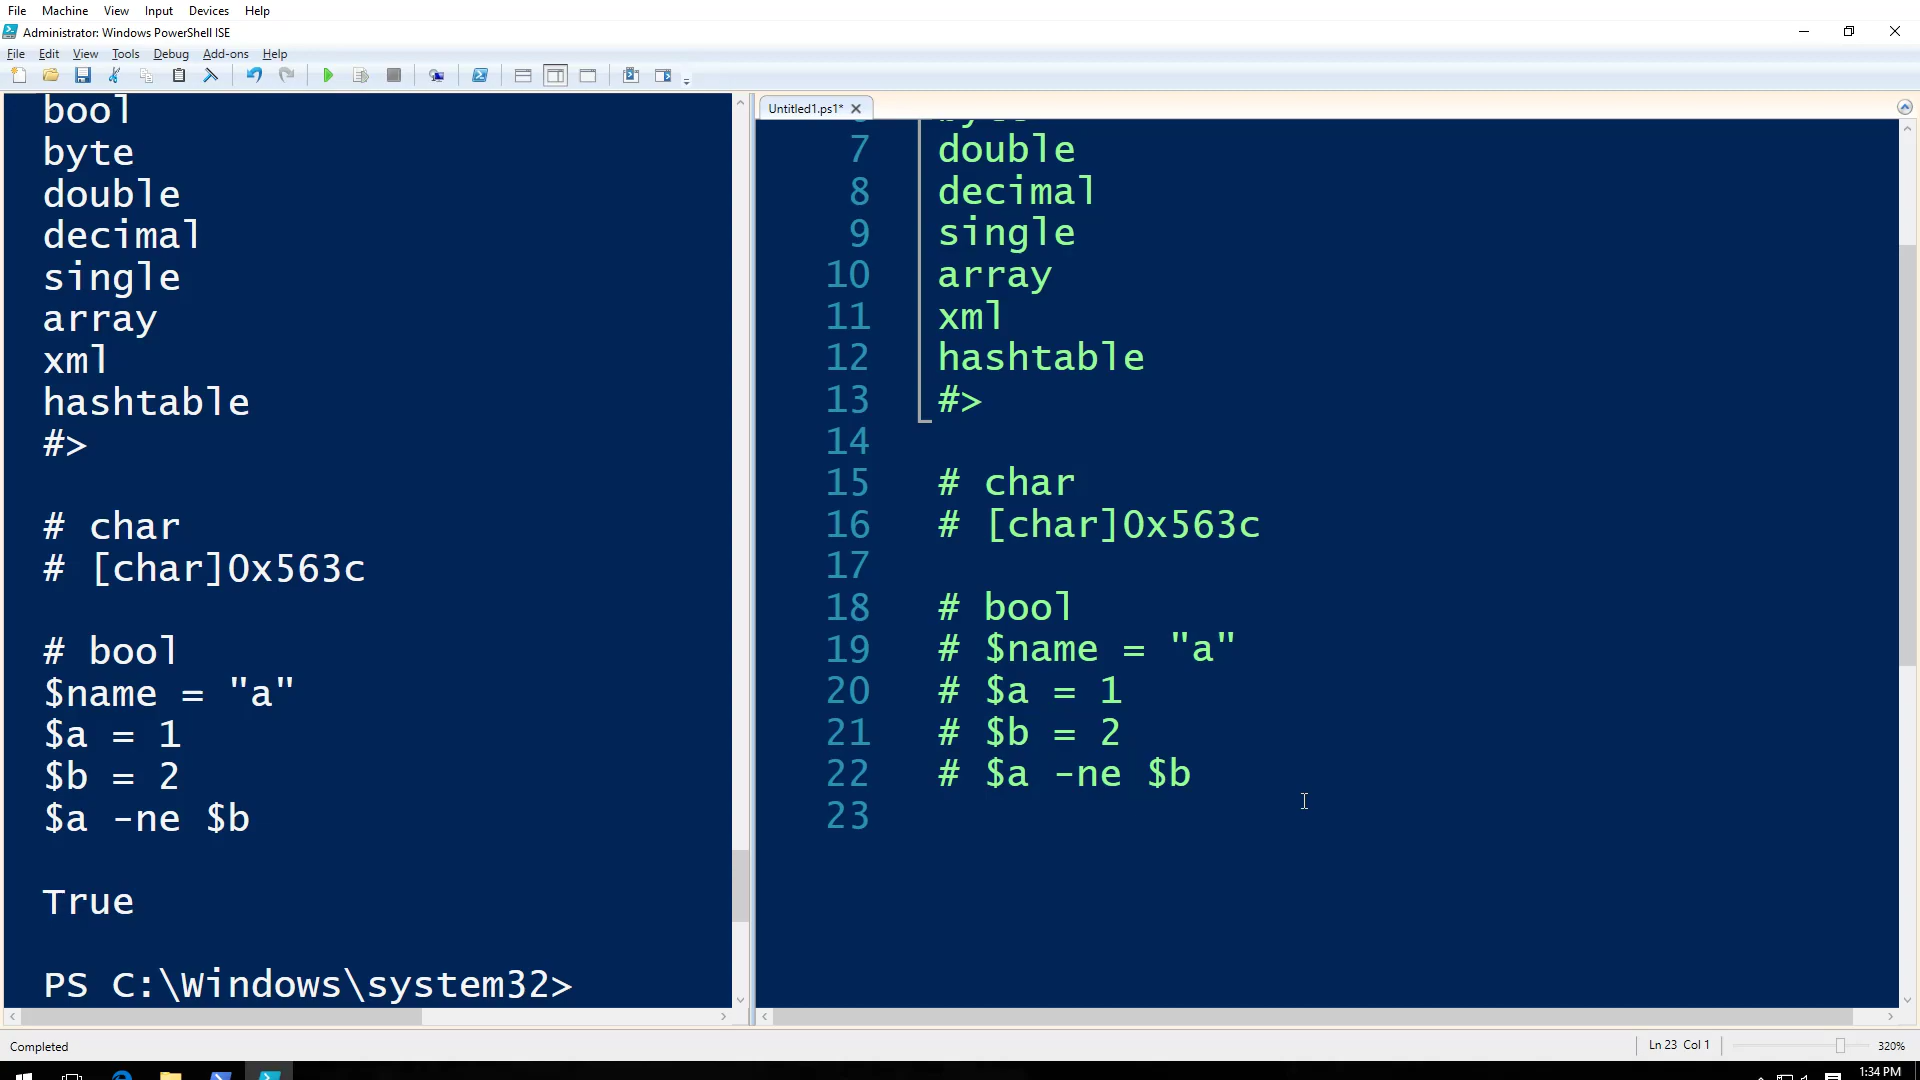 File Machine View Input Devices Help
Administrator: Windows PowerShell ISE
File Edit View Tools Debug Add-ons Help
bool
byte
double
decimal
single
array
xml
hashtable
#>
# char
# [char]0x563c
# bool
$name = "a"
$a = 1
$b = 2
$a -ne $b
True
PS C:\Windows\system32>
Untitled1.ps1*
7 double
8 decimal
9 single
10 array
11 xml
12 hashtable
13 #>
14
15 # char
16 # [char]0x563c
17
18 # bool
19 # $name = "a"
20 # $a = 1
21 # $b = 2
22 # $a -ne $b
23
Completed
Ln 23 Col 1
320%
1:34 PM